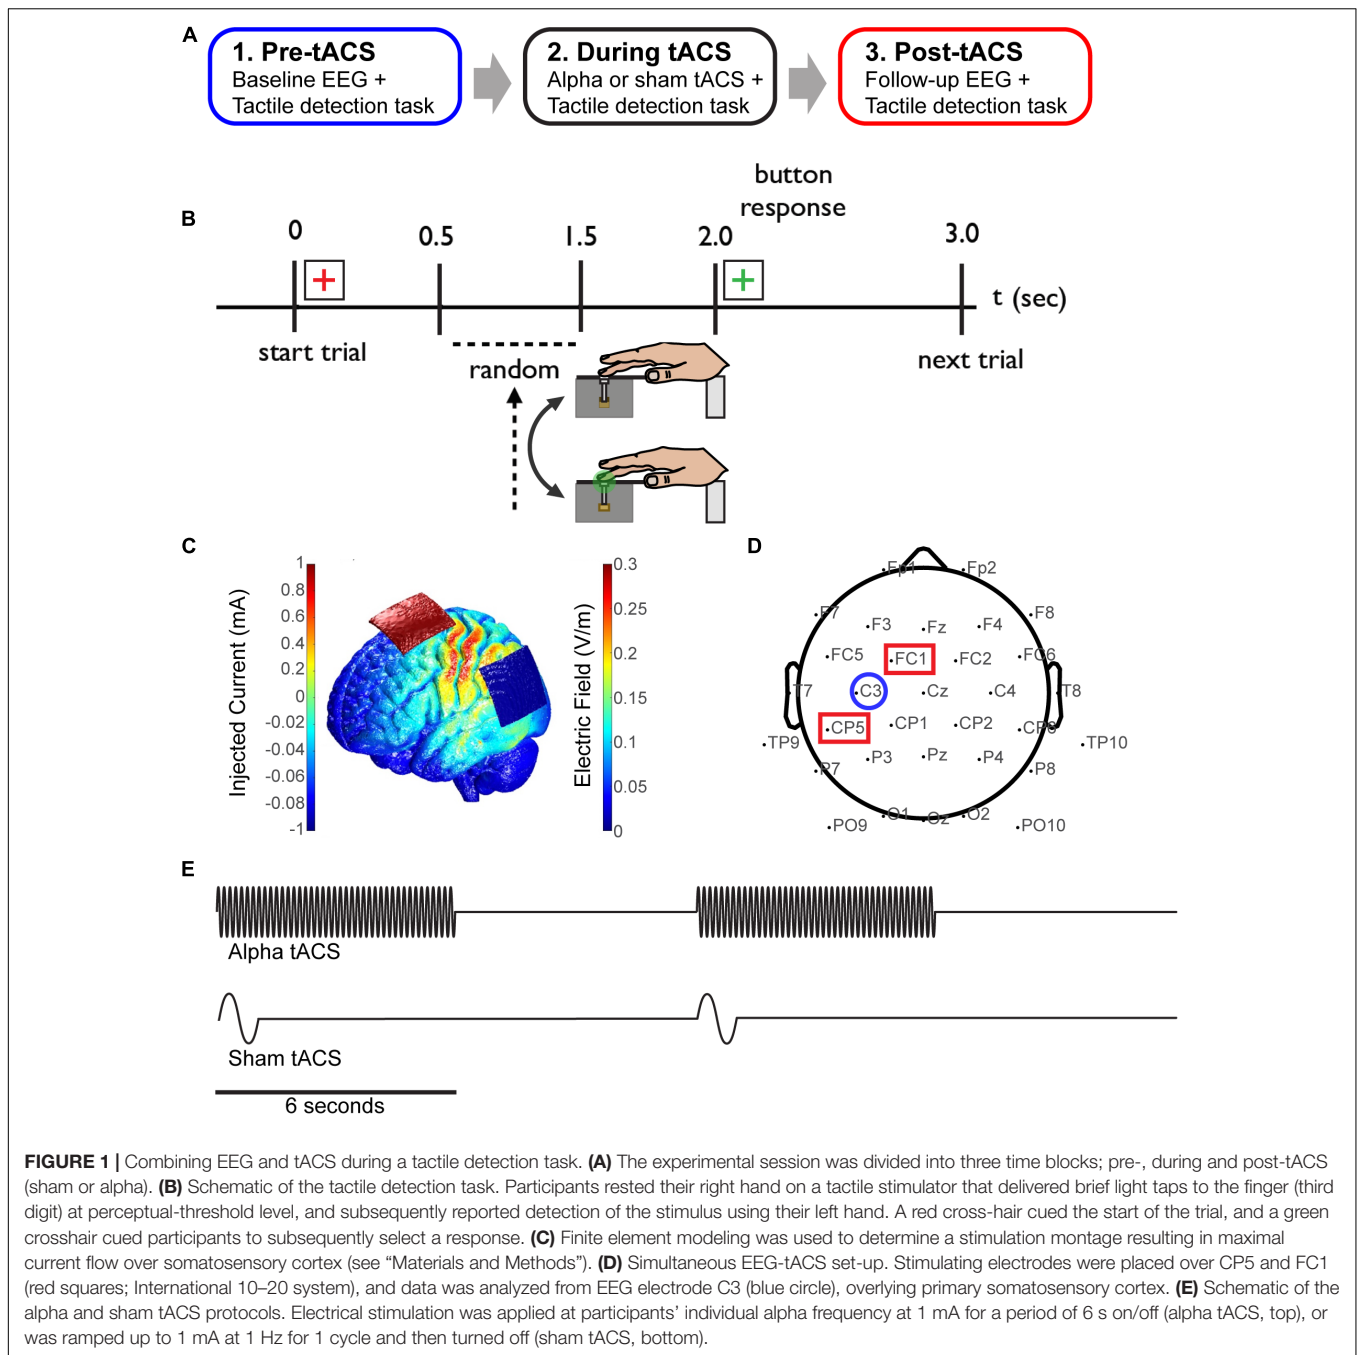 A
1. Pre-tACS
Baseline EEG +
Tactile detection task
2. During tACS
Alpha or sham tACS +
Tactile detection task
3. Post-tACS
Follow-up EEG +
Tactile detection task
B
button
response
0
0.5
1.5
2.0
3.0
t (sec)
start trial
random
next trial
C
Injected Current (mA)
1
0.8
0.6
0.4
0.2
0
-0.02
-0.04
-0.06
-0.08
-1
Electric Field (V/m)
0.3
0.25
0.2
0.15
0.1
0.05
0
D
Fp1
Fp2
F7
F3
Fz
F4
F8
FC5
FC1
FC2
FC6
T7
C3
Cz
C4
T8
CP5
CP1
CP2
CP6
TP9
TP10
P7
P3
Pz
P4
P8
PO9
O1
Oz
O2
PO10
E
Alpha tACS
Sham tACS
6 seconds
FIGURE 1 | Combining EEG and tACS during a tactile detection task. (A) The experimental session was divided into three time blocks; pre-, during and post-tACS
(sham or alpha). (B) Schematic of the tactile detection task. Participants rested their right hand on a tactile stimulator that delivered brief light taps to the finger (third
digit) at perceptual-threshold level, and subsequently reported detection of the stimulus using their left hand. A red cross-hair cued the start of the trial, and a green
crosshair cued participants to subsequently select a response. (C) Finite element modeling was used to determine a stimulation montage resulting in maximal
current flow over somatosensory cortex (see “Materials and Methods”). (D) Simultaneous EEG-tACS set-up. Stimulating electrodes were placed over CP5 and FC1
(red squares; International 10–20 system), and data was analyzed from EEG electrode C3 (blue circle), overlying primary somatosensory cortex. (E) Schematic of the
alpha and sham tACS protocols. Electrical stimulation was applied at participants’ individual alpha frequency at 1 mA for a period of 6 s on/off (alpha tACS, top), or
was ramped up to 1 mA at 1 Hz for 1 cycle and then turned off (sham tACS, bottom).